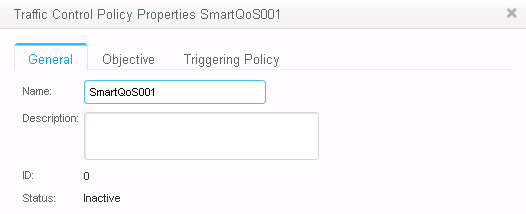 Traffic Control Policy Properties SmartQoS001
General Objective Triggering Policy
Name: SmartQoS001
Description:
ID: 0
Status: Inactive